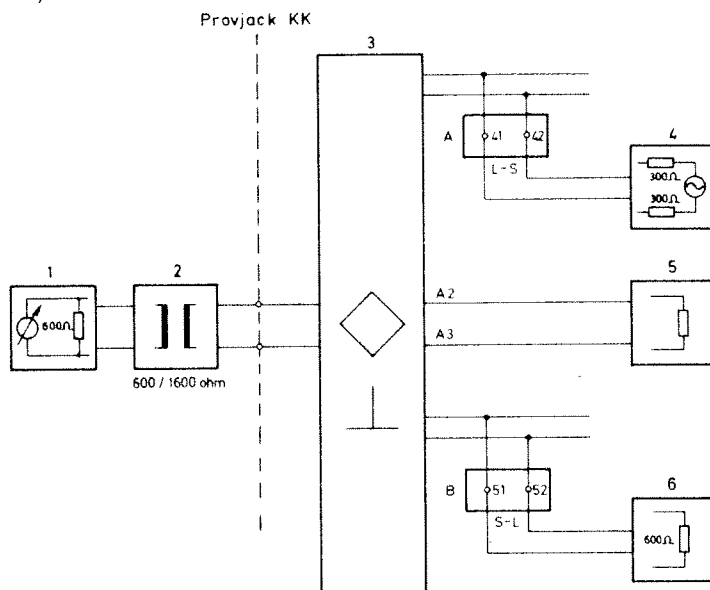 Provjack KK
3
A
41
42
L-S
4
300Ω
300Ω
1
2
600Ω
600 / 1600 ohm
A2
A3
5
B
51
52
S-L
6
600Ω